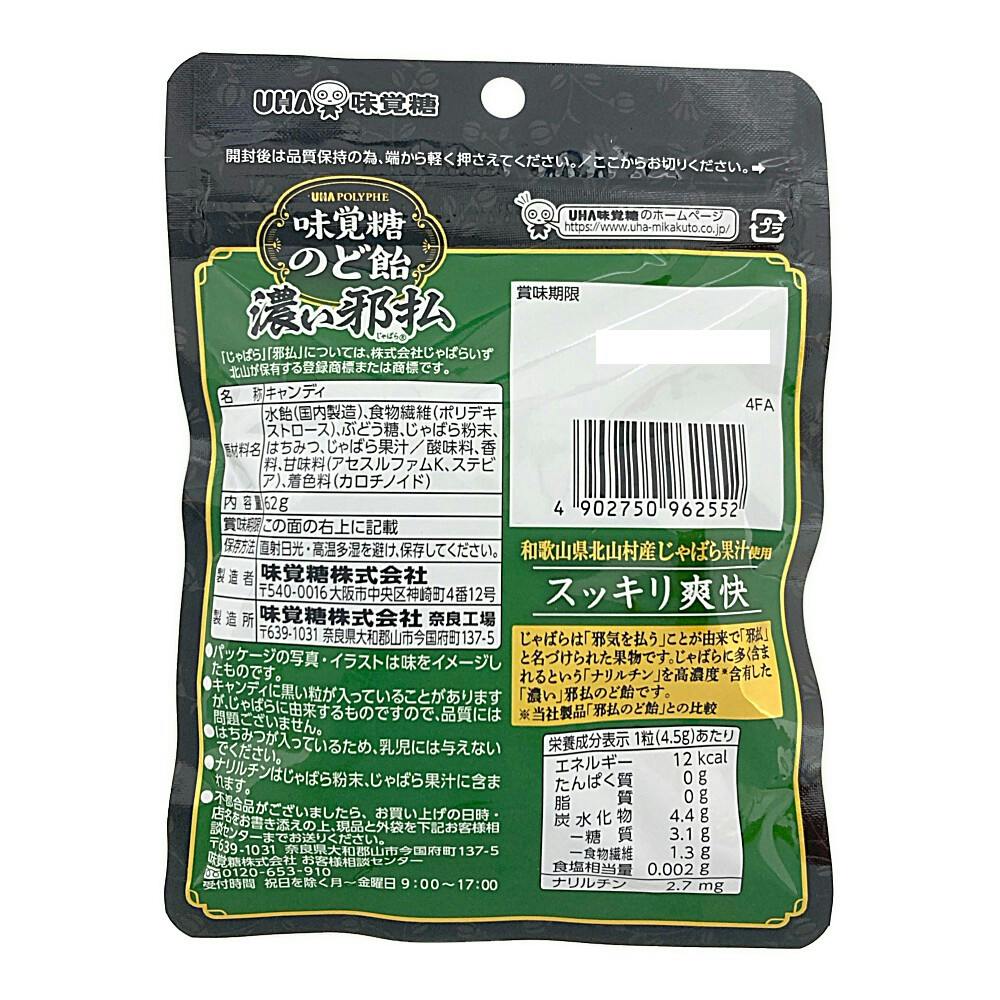 UHA 味覚糖
開封後は品質保持の為、端から軽く押さえてください。／ここからお切りください。➡
UHA味覚糖のホームページ
https://www.uha-mikakuto.co.jp/
プラ
UHA POLYPHE
味覚糖
のど飴
濃い邪払
じゃばら®
「じゃばら」「邪払」については、株式会社じゃばらいず
北山が保有する登録商標または商標です。
名 称 キャンディ
原材料名 水飴(国内製造)、食物繊維(ポリデキ
ストロース)、ぶどう糖、じゃばら粉末、
はちみつ、じゃばら果汁／酸味料、香
料、甘味料(アセスルファムK、ステビ
ア)、着色料(カロチノイド)
内容量 62g
賞味期限 この面の右上に記載
保存方法 直射日光・高温多湿を避け、保存してください。
製造者 味覚糖株式会社
〒540-0016 大阪市中央区神崎町4番12号
製造所 味覚糖株式会社 奈良工場
〒639-1031 奈良県大和郡山市今国府町137-5
●パッケージの写真・イラストは味をイメージし
たものです。
●キャンディに黒い粒が入っていることがあります
が、じゃばらに由来するものですので、品質には
問題ございません。
●はちみつが入っているため、乳児には与えない
でください。
●ナリルチンはじゃばら粉末、じゃばら果汁に含ま
れます。
●不都合品がございましたら、お買い上げの日時・
店名をお書き添えの上、現品と外袋を下記お客様相
談センターまでお送りください。
〒639-1031 奈良県大和郡山市今国府町137-5
味覚糖株式会社 お客様相談センター
0120-653-910
受付時間 祝日を除く月〜金曜日 9：00〜17：00
賞味期限
4FA
4 902750 962552
和歌山県北山村産じゃばら果汁使用
スッキリ爽快
じゃばらは「邪気を払う」ことが由来で「邪払」
と名づけられた果物です。じゃばらに多く含ま
れるという「ナリルチン」を高濃度※含有した
「濃い」邪払のど飴です。
※当社製品「邪払のど飴」との比較
栄養成分表示 1粒(4.5g)あたり
エネルギー 12 kcal
たんぱく質 0 g
脂質 0 g
炭水化物 4.4 g
－糖質 3.1 g
－食物繊維 1.3 g
食塩相当量 0.002 g
ナリルチン 2.7 mg